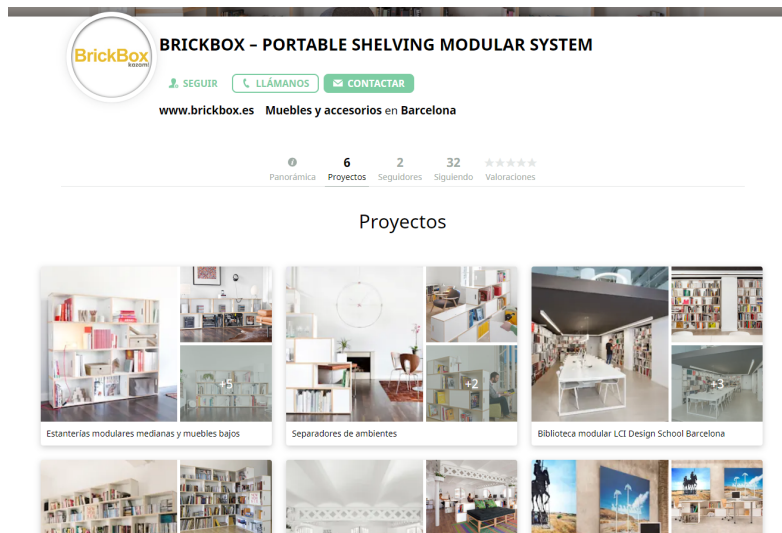 BrickBox
kazami
BRICKBOX – PORTABLE SHELVING MODULAR SYSTEM
SEGUIR LLÁMANOS CONTACTAR
www.brickbox.es Muebles y accesorios en Barcelona
6 2 32
Panorámica Proyectos Seguidores Siguiendo Valoraciones
Proyectos
+5 +2 +3
Estanterías modulares medianas y muebles bajos Separadores de ambientes Biblioteca modular LCI Design School Barcelona